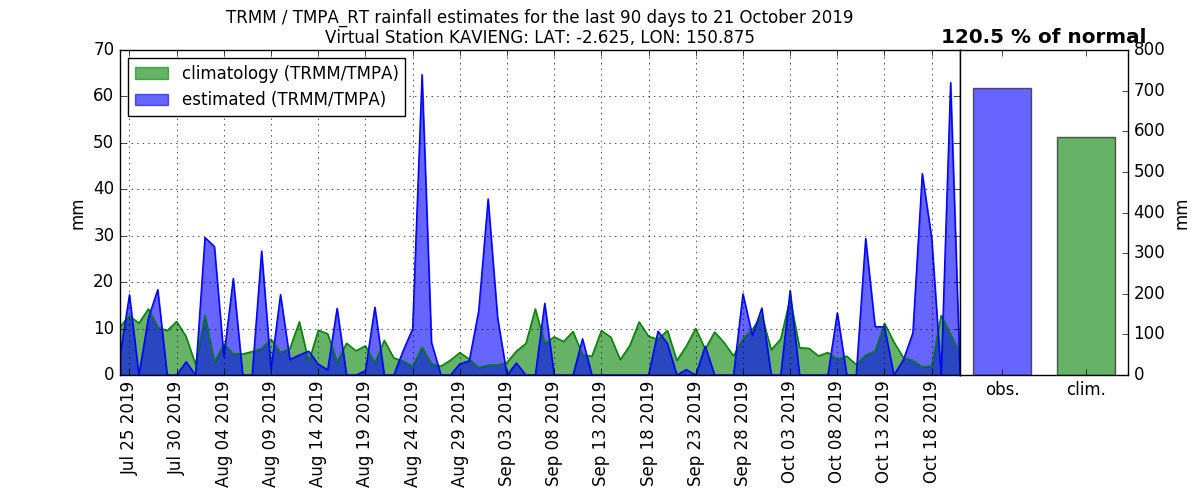 TRMM / TMPA_RT rainfall estimates for the last 90 days to 21 October 2019
Virtual Station KAVIENG: LAT: -2.625, LON: 150.875
120.5 % of normal
climatology (TRMM/TMPA)
estimated (TRMM/TMPA)
70
60
50
40
30
20
10
0
mm
Jul 25 2019
Jul 30 2019
Aug 04 2019
Aug 09 2019
Aug 14 2019
Aug 19 2019
Aug 24 2019
Aug 29 2019
Sep 03 2019
Sep 08 2019
Sep 13 2019
Sep 18 2019
Sep 23 2019
Sep 28 2019
Oct 03 2019
Oct 08 2019
Oct 13 2019
Oct 18 2019
obs.
clim.
800
700
600
500
400
300
200
100
0
mm